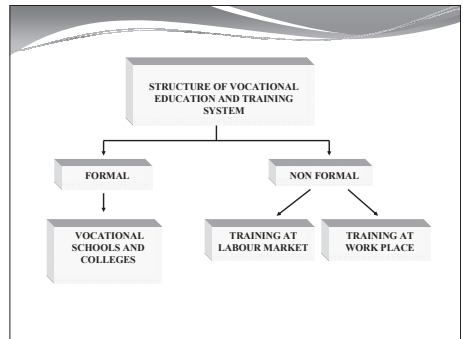 STRUCTURE OF VOCATIONAL
EDUCATION AND TRAINING
SYSTEM
FORMAL
NON FORMAL
VOCATIONAL
SCHOOLS AND
COLLEGES
TRAINING AT
LABOUR MARKET
TRAINING AT
WORK PLACE